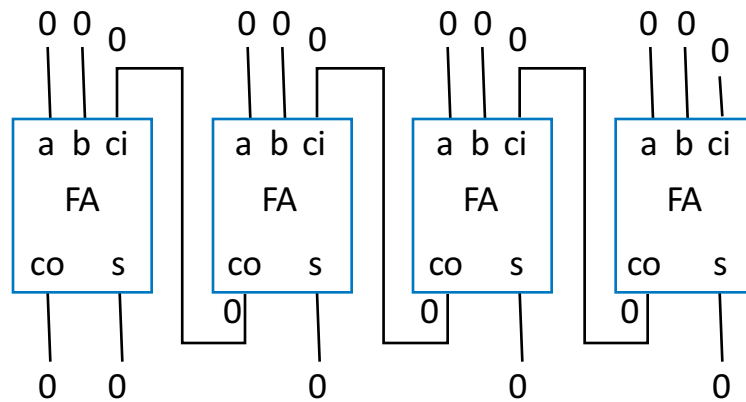 0 0 0 0 0 0 0 0 0 0 0 0
a b ci a b ci a b ci a b ci
FA FA FA FA
co s co s co s co s
0 0 0
0 0 0 0 0